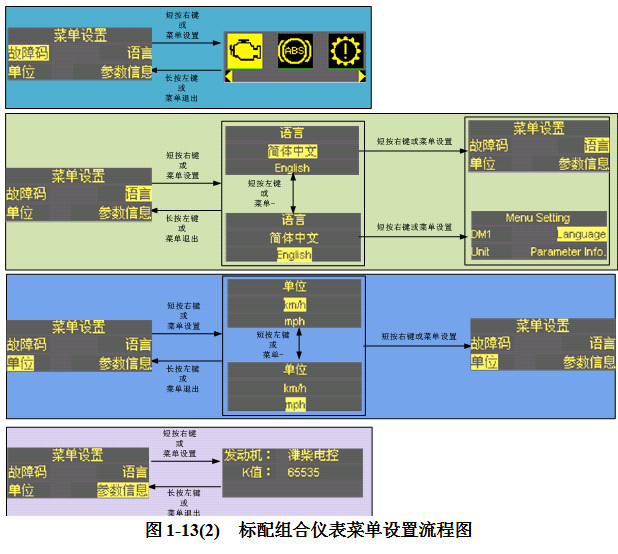 菜单设置
故障码 语言
单位 参数信息
短按右键
或
菜单设置
长按左键
或
菜单退出
ABS
菜单设置
故障码 语言
单位 参数信息
短按右键
或
菜单设置
长按左键
或
菜单退出
语言
简体中文
English
短按左键
或
菜单-
语言
简体中文
English
短按右键或菜单设置
短按右键或菜单设置
菜单设置
故障码 语言
单位 参数信息
Menu Setting
DM1 Language
Unit Parameter Info.
菜单设置
故障码 语言
单位 参数信息
短按右键
或
菜单设置
长按左键
或
菜单退出
单位
km/h
mph
短按左键
或
菜单-
单位
km/h
mph
短按右键或菜单设置
菜单设置
故障码 语言
单位 参数信息
菜单设置
故障码 语言
单位 参数信息
短按右键
或
菜单设置
长按左键
或
菜单退出
发动机： 潍柴电控
K值： 65535
图 1-13(2) 标配组合仪表菜单设置流程图